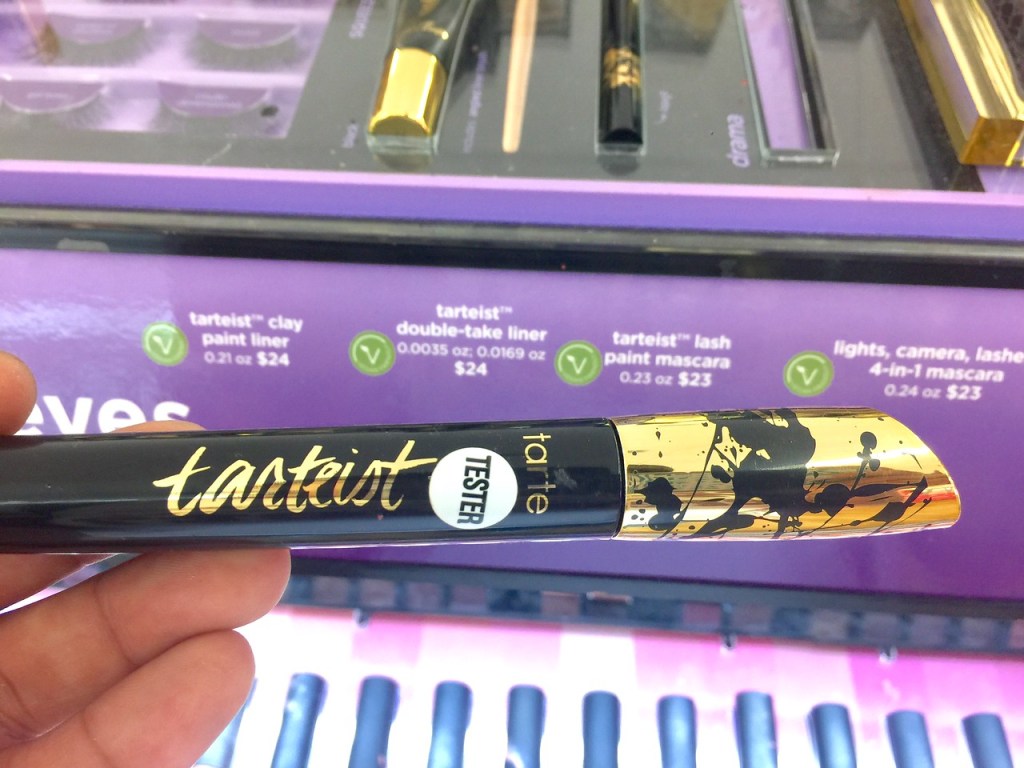 drama
tarteist™ clay
paint liner
0.21 oz $24
tarteist™
double-take liner
0.0035 oz; 0.0169 oz
$24
tarteist™ lash
paint mascara
0.23 oz $23
lights, camera, lashe
4-in-1 mascara
0.24 oz $23
eyes
tarteist
TESTER
tarte